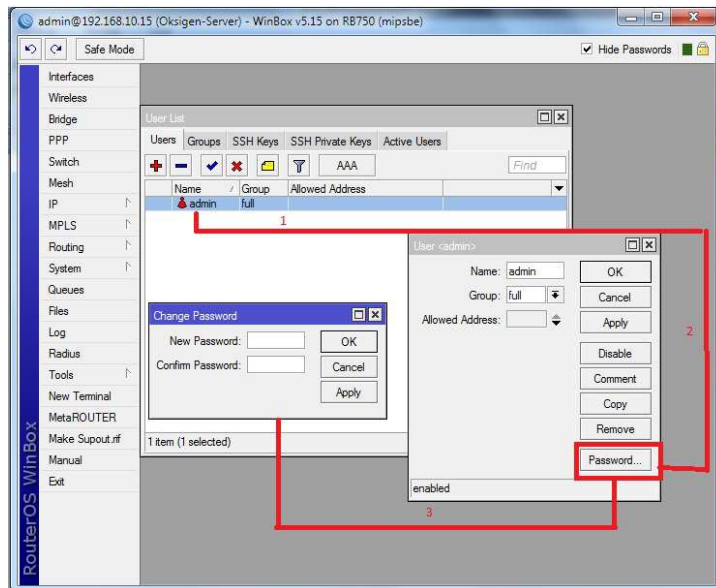 admin@192.168.10.15 (Oksigen-Server) - WinBox v5.15 on RB750 (mipsbe)
Safe Mode
Hide Passwords
Interfaces
Wireless
Bridge
PPP
Switch
Mesh
IP
MPLS
Routing
System
Queues
Files
Log
Radius
Tools
New Terminal
MetaROUTER
Make Supout.rif
Manual
Exit
RouterOS WinBox
User List
Users Groups SSH Keys SSH Private Keys Active Users
AAA Find
Name Group Allowed Address
admin full
1
1 item (1 selected)
User <admin>
Name: admin OK
Group: full Cancel
Allowed Address: Apply
Disable
Comment
Copy
Remove
Password...
enabled
2
Change Password
New Password: OK
Confirm Password: Cancel
Apply
3